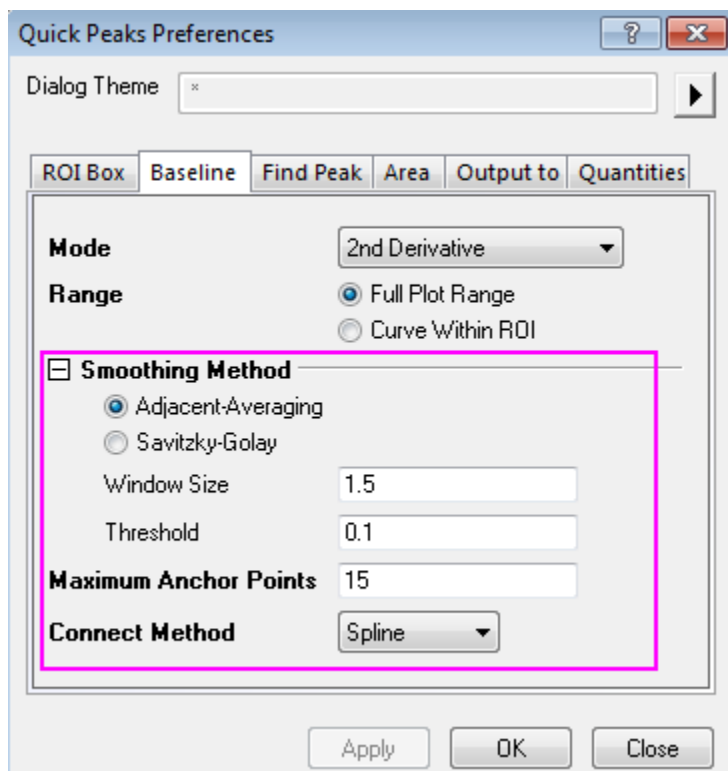 Quick Peaks Preferences
Dialog Theme *
ROI Box Baseline Find Peak Area Output to Quantities
Mode 2nd Derivative
Range Full Plot Range
Curve Within ROI
Smoothing Method
Adjacent-Averaging
Savitzky-Golay
Window Size 1.5
Threshold 0.1
Maximum Anchor Points 15
Connect Method Spline
Apply OK Close